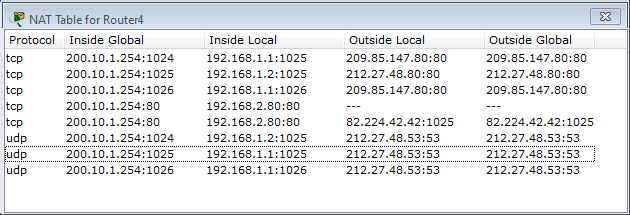 NAT Table for Router4
Protocol Inside Global Inside Local Outside Local Outside Global
tcp 200.10.1.254:1024 192.168.1.1:1025 209.85.147.80:80 209.85.147.80:80
tcp 200.10.1.254:1025 192.168.1.2:1025 212.27.48.80:80 212.27.48.80:80
tcp 200.10.1.254:1026 192.168.1.1:1026 209.85.147.80:80 209.85.147.80:80
tcp 200.10.1.254:80 192.168.2.80:80 --- ---
tcp 200.10.1.254:80 192.168.2.80:80 82.224.42.42:1025 82.224.42.42:1025
udp 200.10.1.254:1024 192.168.1.2:1025 212.27.48.53:53 212.27.48.53:53
udp 200.10.1.254:1025 192.168.1.1:1025 212.27.48.53:53 212.27.48.53:53
udp 200.10.1.254:1026 192.168.1.1:1026 212.27.48.53:53 212.27.48.53:53